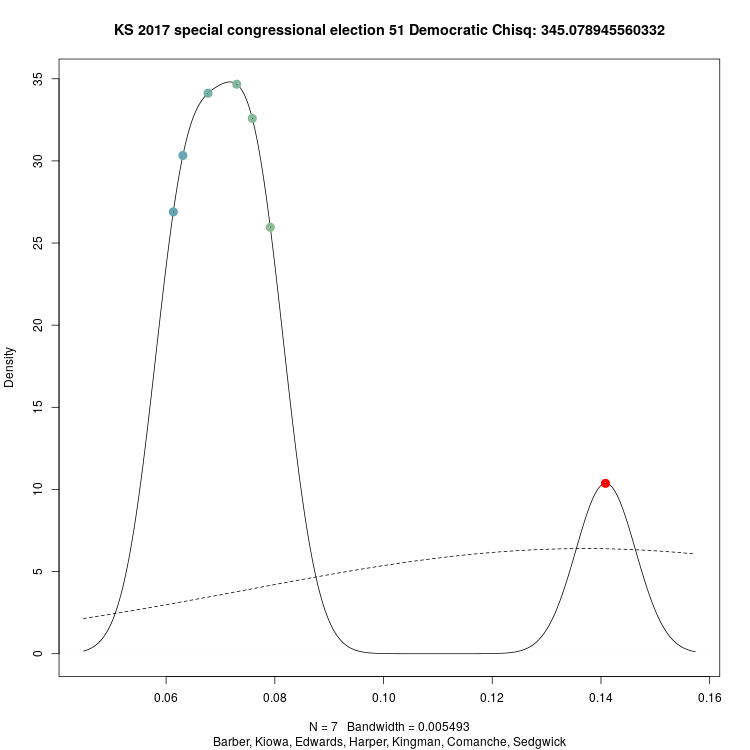 KS 2017 special congressional election 51 Democratic Chisq: 345.078945560332
Density
35
30
25
20
15
10
5
0
0.06 0.08 0.10 0.12 0.14 0.16
N = 7 Bandwidth = 0.005493
Barber, Kiowa, Edwards, Harper, Kingman, Comanche, Sedgwick